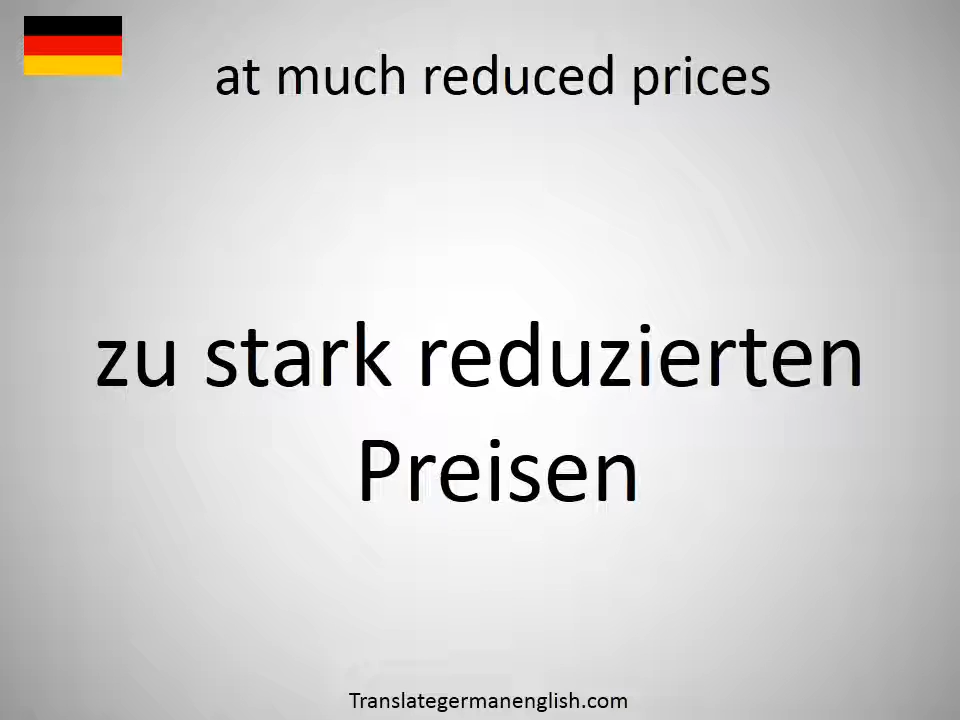 at much reduced prices
zu stark reduzierten
Preisen
Translategermanenglish.com